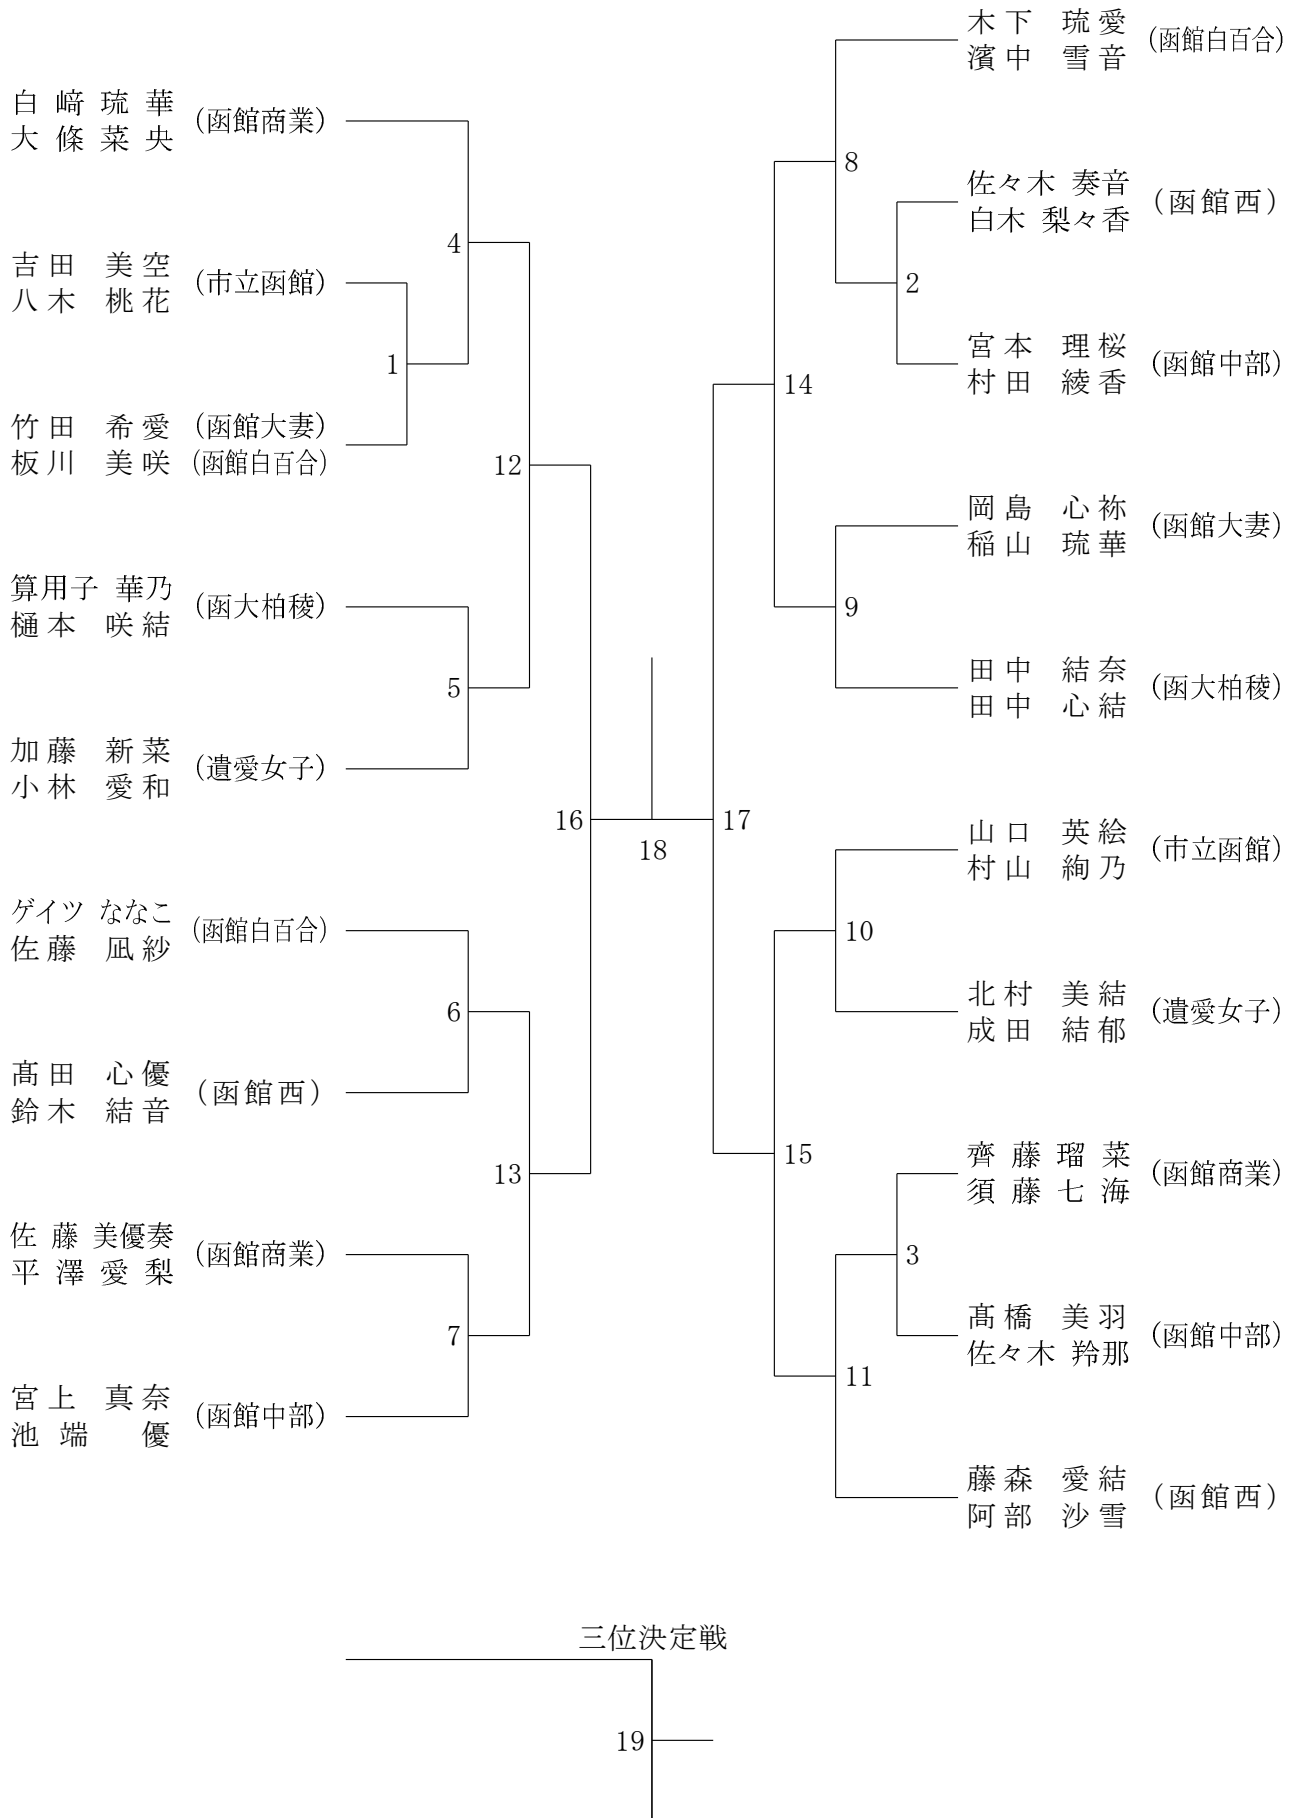 白﨑琉華
大條菜央
(函館商業)
吉田 美空
八木 桃花
(市立函館)
竹田 希愛 (函館大妻)
板川 美咲 (函館白百合)
算用子 華乃
樋本 咲結
(函大柏稜)
加藤 新菜
小林 愛和
(遺愛女子)
ゲイツ ななこ
佐藤 凪紗
(函館白百合)
髙田 心優
鈴木 結音
(函館西)
佐藤 美優奏
平澤愛梨
(函館商業)
宮上 真奈
池端 優
(函館中部)
4
1
12
5
16
6
13
7
18
木下 琉愛
濱中 雪音
(函館白百合)
佐々木 奏音
白木 梨々香
(函館西)
宮本 理桜
村田 綾香
(函館中部)
岡島 心祢
稲山 琉華
(函館大妻)
田中 結奈
田中 心結
(函大柏稜)
山口 英絵
村山 絢乃
(市立函館)
北村 美結
成田 結郁
(遺愛女子)
齊藤瑠菜
須藤七海
(函館商業)
髙橋 美羽
佐々木 羚那
(函館中部)
藤森 愛結
阿部 沙雪
(函館西)
8
2
14
9
17
10
15
3
11
三位決定戦
19